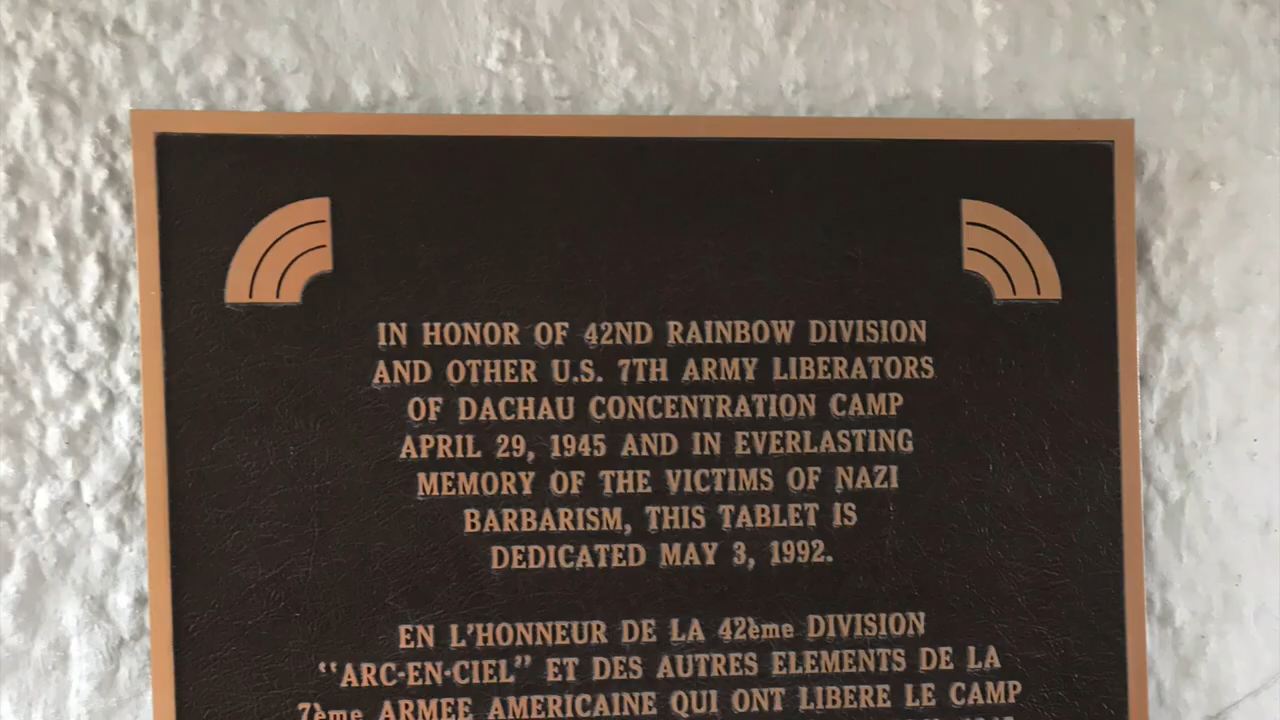 IN HONOR OF 42ND RAINBOW DIVISION
AND OTHER U.S. 7TH ARMY LIBERATORS
OF DACHAU CONCENTRATION CAMP
APRIL 29, 1945 AND IN EVERLASTING
MEMORY OF THE VICTIMS OF NAZI
BARBARISM, THIS TABLET IS
DEDICATED MAY 3, 1992.
EN L'HONNEUR DE LA 42ème DIVISION
“ARC-EN-CIEL” ET DES AUTRES ELEMENTS DE LA
7ème ARMEE AMERICAINE QUI ONT LIBERE LE CAMP